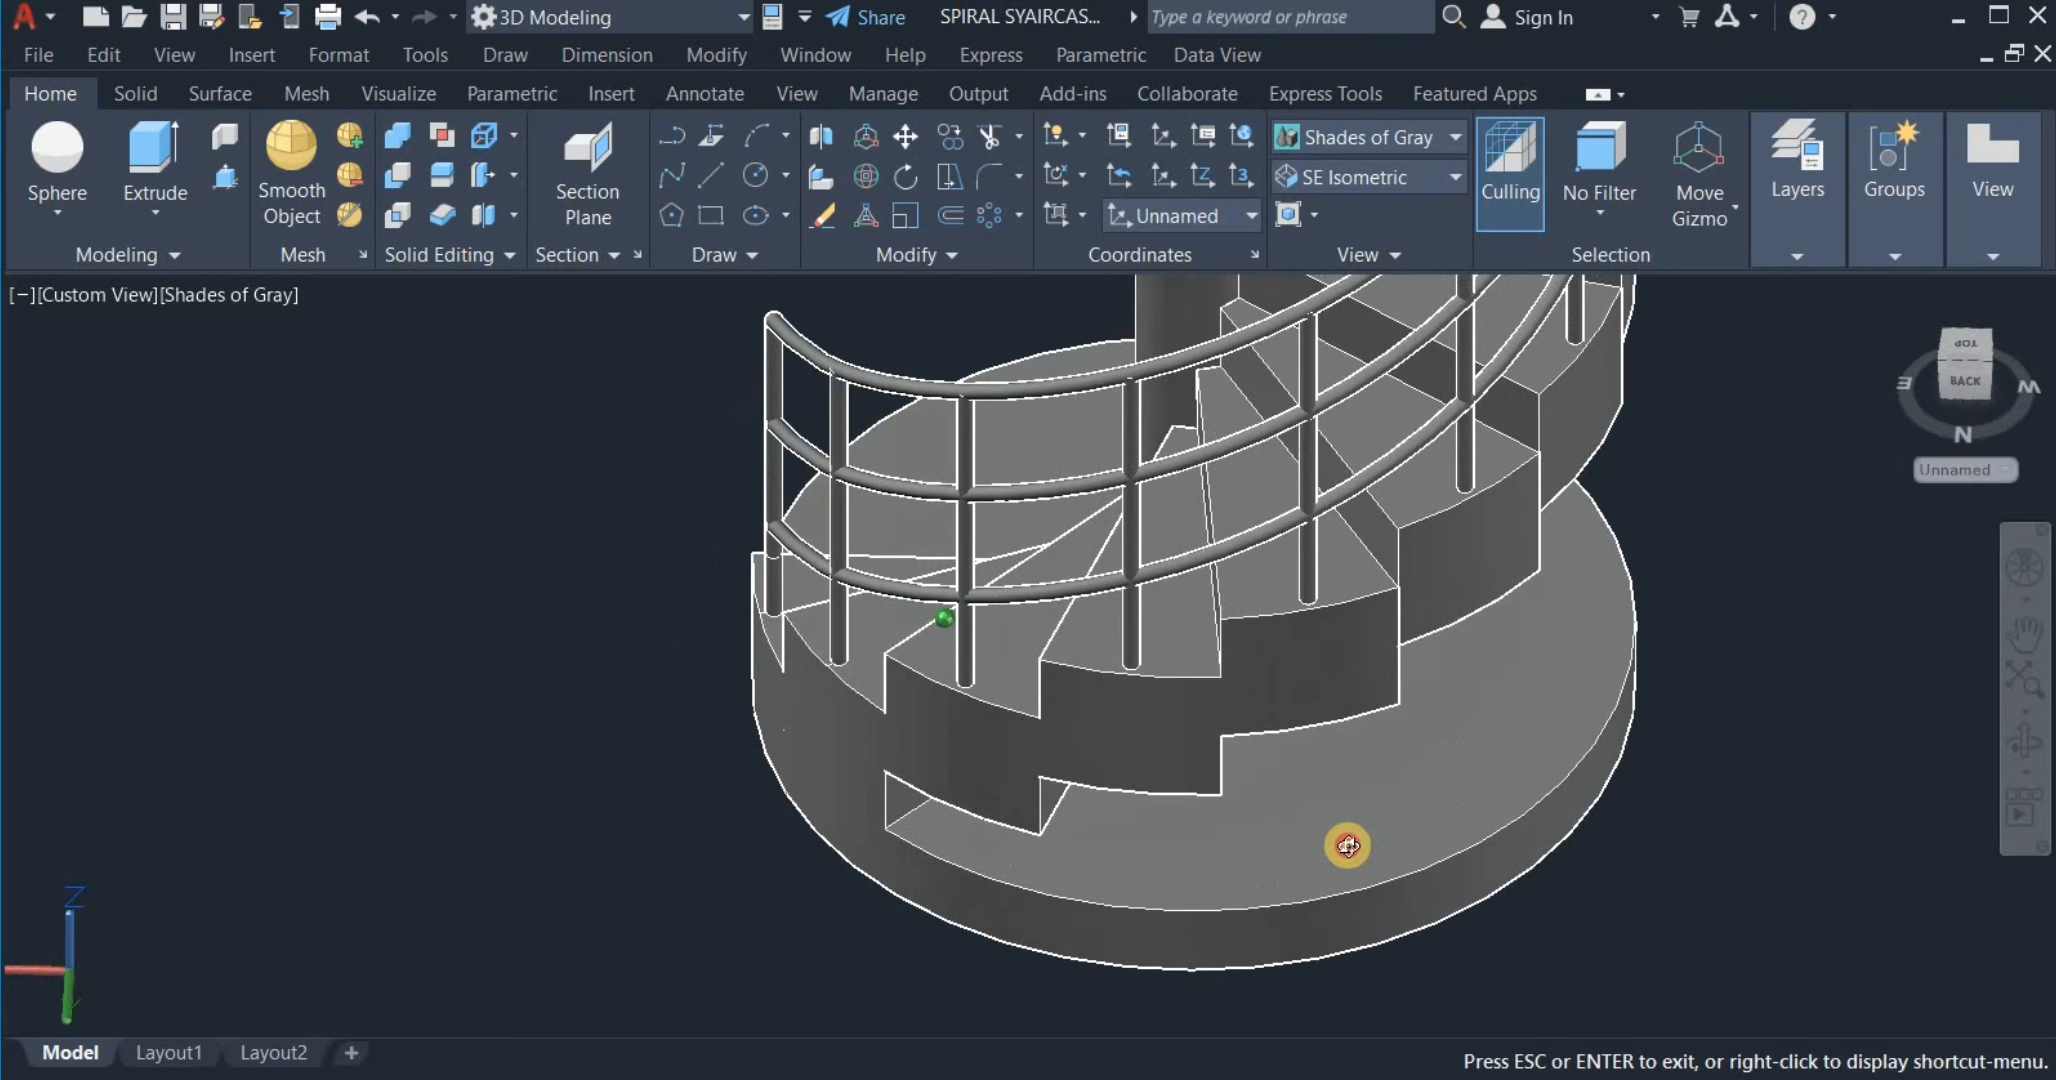 3D Modeling Share SPIRAL SYAIRCAS... Type a keyword or phrase Sign In
File Edit View Insert Format Tools Draw Dimension Modify Window Help Express Parametric Data View
Home Solid Surface Mesh Visualize Parametric Insert Annotate View Manage Output Add-ins Collaborate Express Tools Featured Apps
Sphere Extrude Smooth Object Section Plane Shades of Gray SE Isometric Unnamed Culling No Filter Move Gizmo Layers Groups View
Modeling Mesh Solid Editing Section Draw Modify Coordinates View Selection
[−][Custom View][Shades of Gray]
TOP
E BACK W
N
Unnamed
Z
Y
Model Layout1 Layout2 +
Press ESC or ENTER to exit, or right-click to display shortcut-menu.